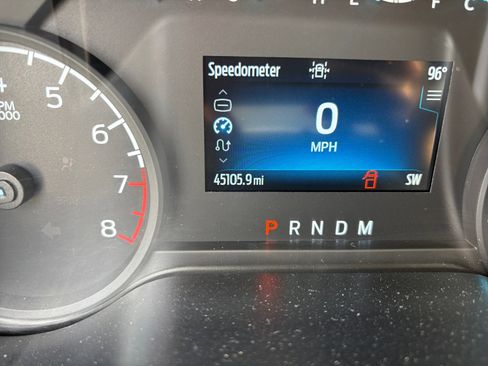 H E F C
Speedometer 96°
0
MPH
45105.9 mi SW
P R N D M
5
6
7
8